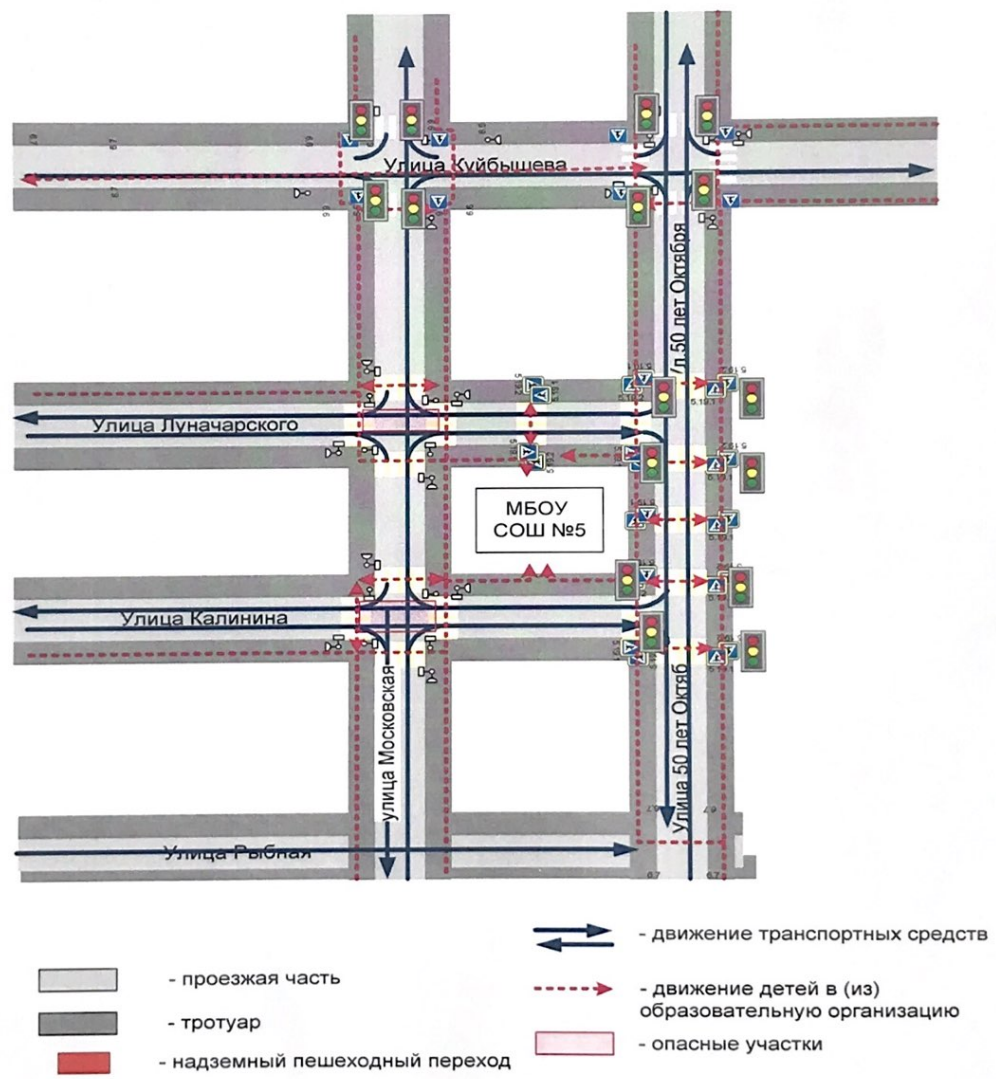 Улица Куйбышева
Ул.50 лет Октября
Улица Луначарского
МБОУ
СОШ №5
Улица Калинина
улица Московская
Улица 50 лет Октяб
Улица Рыбная
- движение транспортных средств
- проезжая часть
- движение детей в (из)
образовательную организацию
- тротуар
- опасные участки
- надземный пешеходный переход